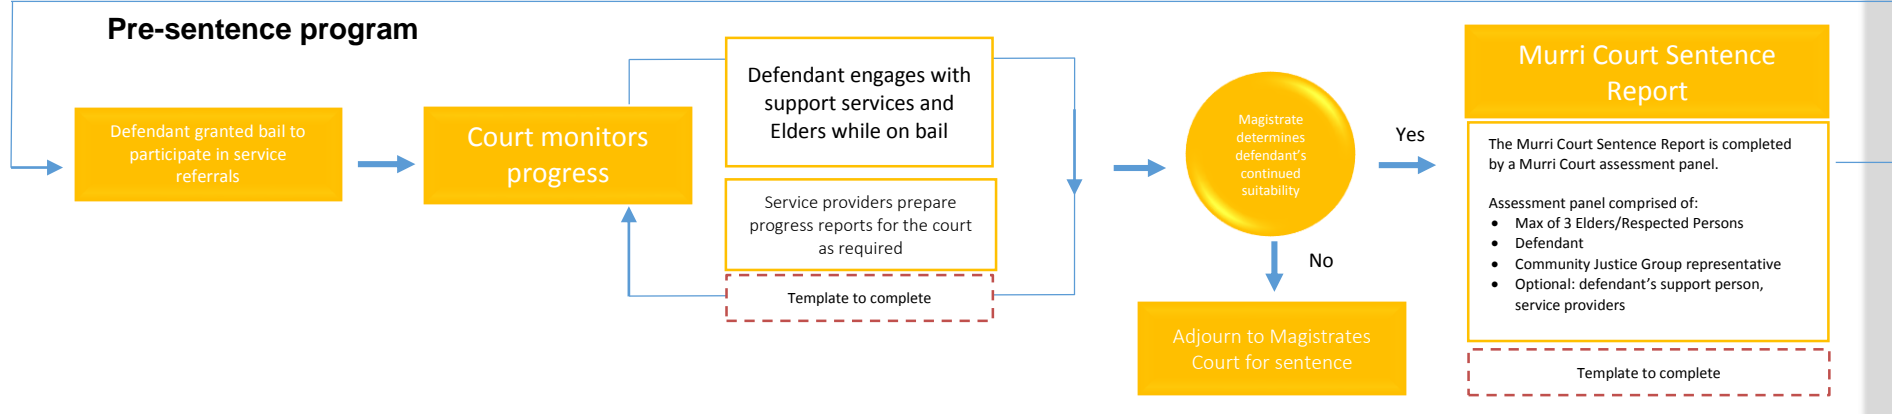 Pre-sentence program
Defendant granted bail to
participate in service
referrals
Court monitors
progress
Defendant engages with
support services and
Elders while on bail
Service providers prepare
progress reports for the court
as required
Template to complete
Magistrate
determines
defendant’s
continued
suitability
Yes
No
Adjourn to Magistrates
Court for sentence
Murri Court Sentence
Report
The Murri Court Sentence Report is completed
by a Murri Court assessment panel.
Assessment panel comprised of:
• Max of 3 Elders/Respected Persons
• Defendant
• Community Justice Group representative
• Optional: defendant’s support person,
service providers
Template to complete